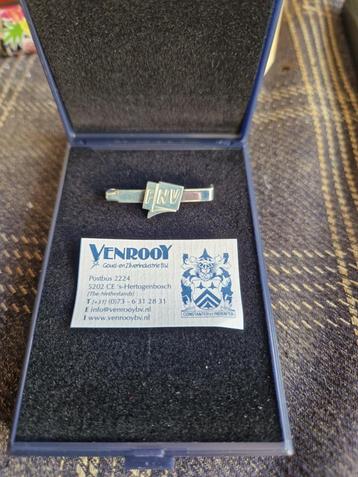 FNV
VENROOY
Goud- en Zilverindustrie B.V.
Postbus 2224
5202 CE 's-Hertogenbosch
(The Netherlands)
T (+31) (0)73 - 6 31 28 31
E info@venrooybv.nl
I www.venrooybv.nl
CONSTANTER ET PRUDENTER